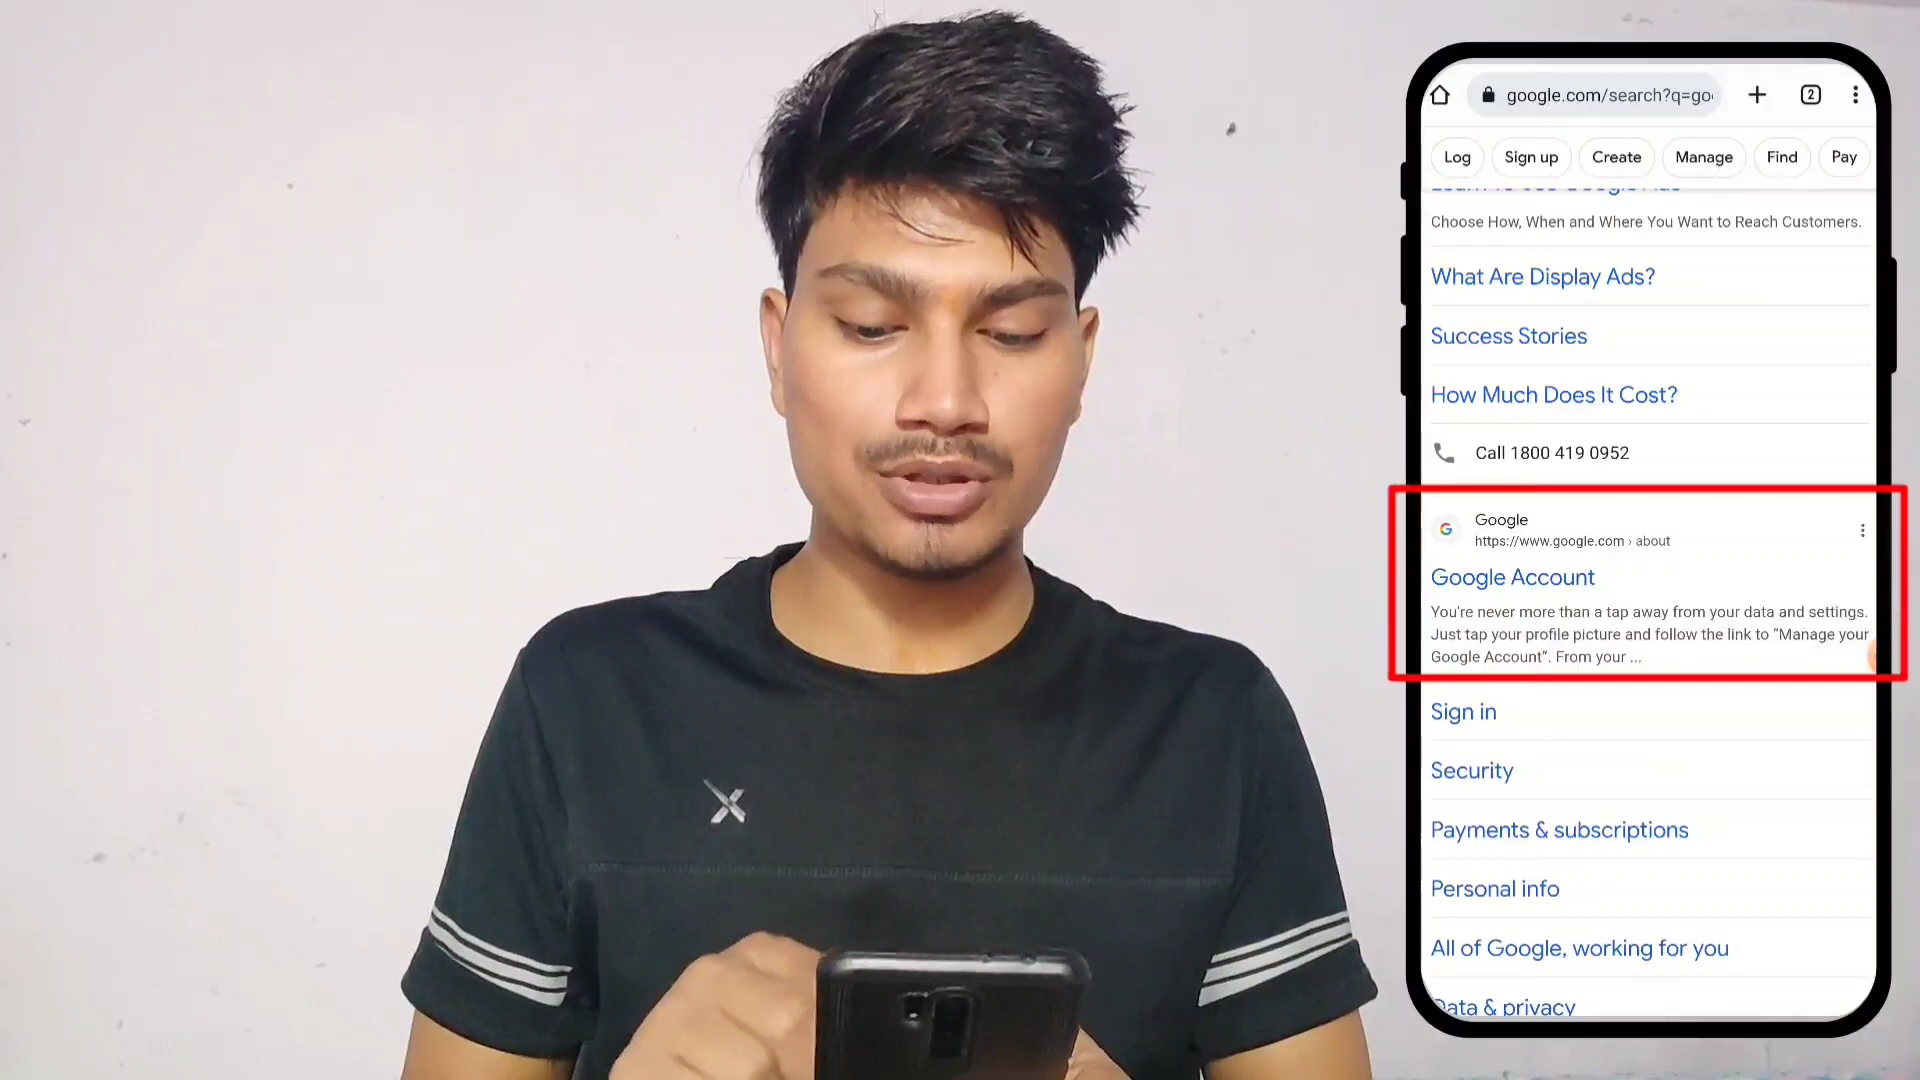 google.com/search?q=go
2
Log
Sign up
Create
Manage
Find
Pay
Choose How, When and Where You Want to Reach Customers.
What Are Display Ads?
Success Stories
How Much Does It Cost?
Call 1800 419 0952
G
Google
https://www.google.com › about
Google Account
You're never more than a tap away from your data and settings.
Just tap your profile picture and follow the link to "Manage your
Google Account". From your ...
Sign in
Security
Payments & subscriptions
Personal info
All of Google, working for you
Data & privacy